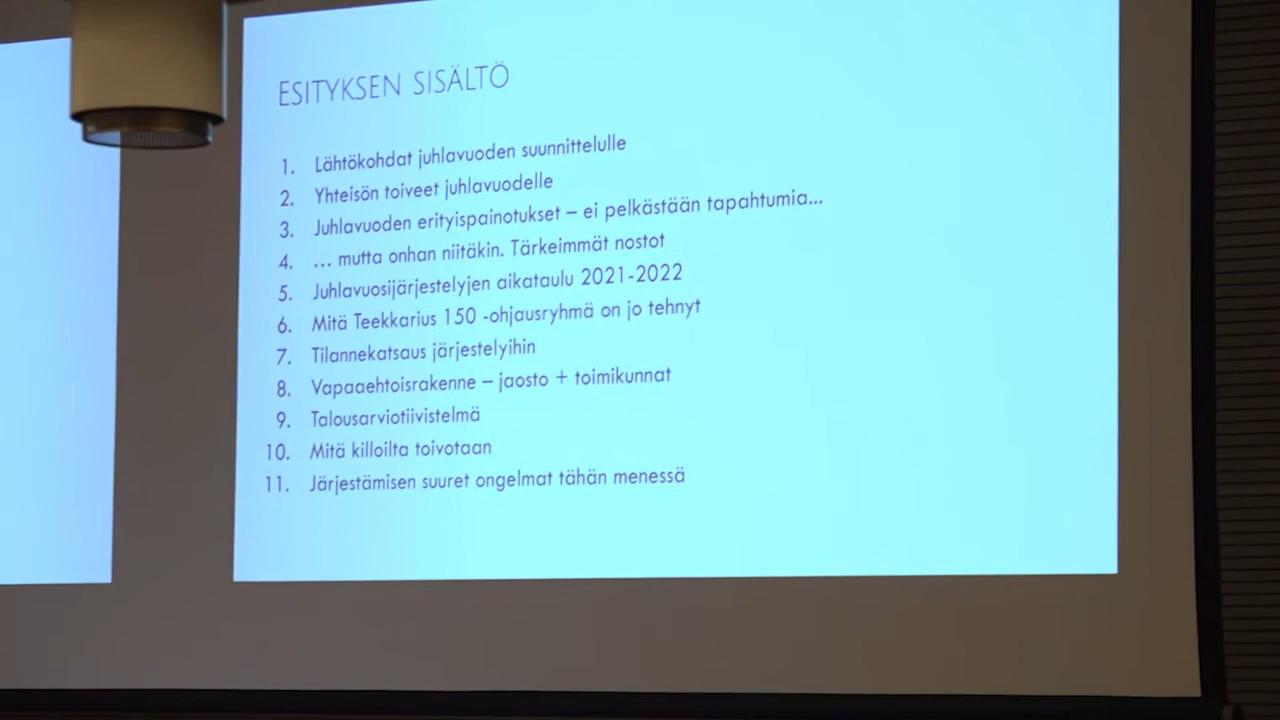 ESITYKSEN SISÄLTÖ
1. Lähtökohdat juhlavuoden suunnittelulle
2. Yhteisön toiveet juhlavuodelle
3. Juhlavuoden erityispainotukset – ei pelkästään tapahtumia...
4. ... mutta onhan niitäkin. Tärkeimmät nostot
5. Juhlavuosijärjestelyjen aikataulu 2021-2022
6. Mitä Teekkarius 150 -ohjausryhmä on jo tehnyt
7. Tilannekatsaus järjestelyihin
8. Vapaaehtoisrakenne – jaosto + toimikunnat
9. Talousarviotiivistelmä
10. Mitä killoilta toivotaan
11. Järjestämisen suuret ongelmat tähän menessä